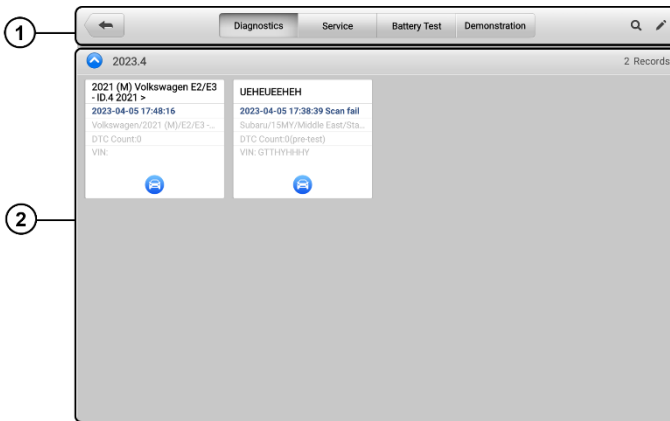 1
Diagnostics Service Battery Test Demonstration
2023.4 2 Records
2
2021 (M) Volkswagen E2/E3
- ID.4 2021 >
2023-04-05 17:48:16
Volkswagen/2021 (M)/E2/E3 -...
DTC Count:0
VIN:
UEHEUEEHEH
2023-04-05 17:38:39 Scan fail
Subaru/15MY/Middle East/Sta...
DTC Count:0(pre-test)
VIN: GTTHYHHHY